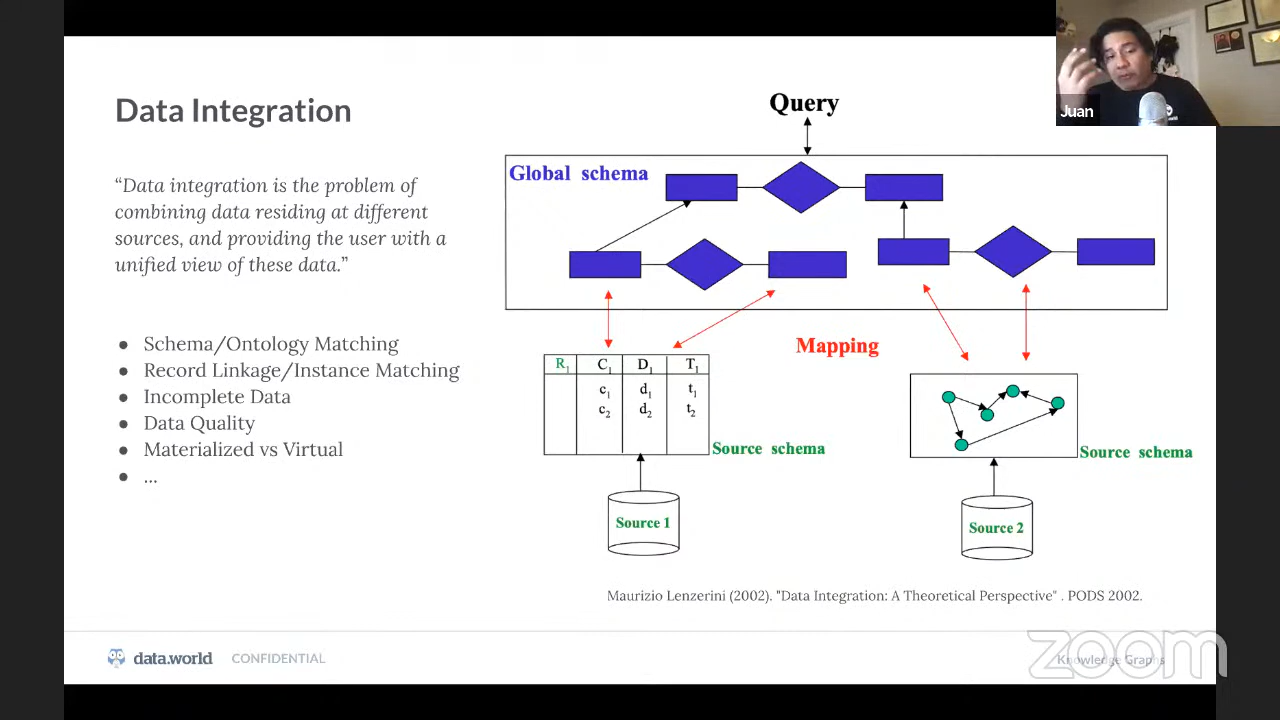 Data Integration
“Data integration is the problem of
combining data residing at different
sources, and providing the user with a
unified view of these data.”
● Schema/Ontology Matching
● Record Linkage/Instance Matching
● Incomplete Data
● Data Quality
● Materialized vs Virtual
● ...
Query
Global schema
Mapping
R1 C1 D1 T1
c1 d1 t1
c2 d2 t2
Source schema
Source schema
Source 1
Source 2
Maurizio Lenzerini (2002). "Data Integration: A Theoretical Perspective" . PODS 2002.
data.world CONFIDENTIAL
Knowledge Graphs
zoom
Juan